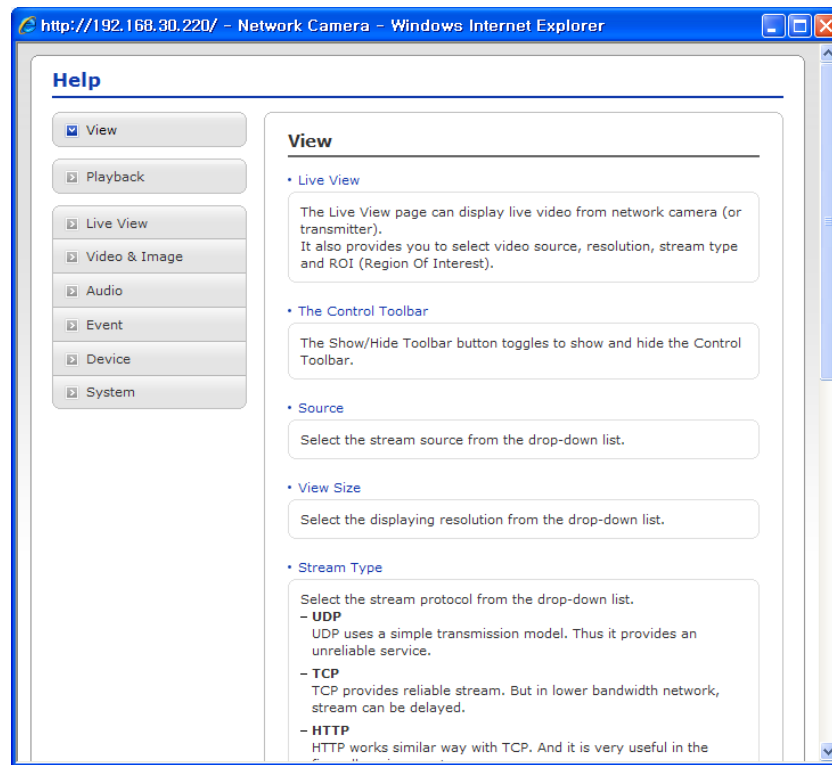 http://192.168.30.220/ - Network Camera - Windows Internet Explorer
Help
View
Playback
Live View
Video & Image
Audio
Event
Device
System
View
• Live View
The Live View page can display live video from network camera (or
transmitter).
It also provides you to select video source, resolution, stream type
and ROI (Region Of Interest).
• The Control Toolbar
The Show/Hide Toolbar button toggles to show and hide the Control
Toolbar.
• Source
Select the stream source from the drop-down list.
• View Size
Select the displaying resolution from the drop-down list.
• Stream Type
Select the stream protocol from the drop-down list.
– UDP
UDP uses a simple transmission model. Thus it provides an
unreliable service.
– TCP
TCP provides reliable stream. But in lower bandwidth network,
stream can be delayed.
– HTTP
HTTP works similar way with TCP. And it is very useful in the